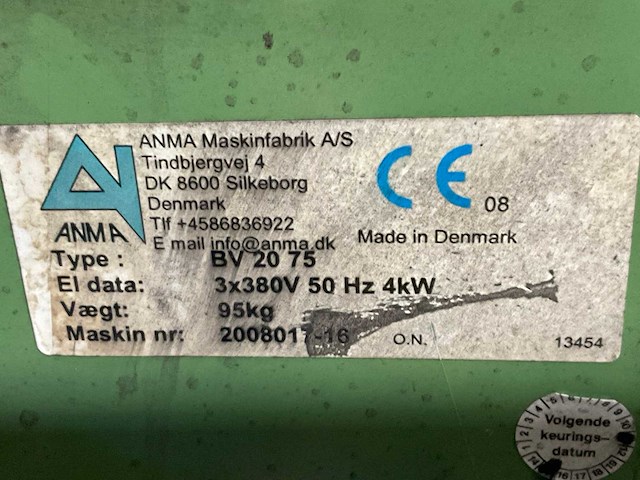 ANMA Maskinfabrik A/S
Tindbjergvej 4
DK 8600 Silkeborg
Denmark
Tlf +4586836922
E mail info@anma.dk
ANMA
CE 08
Made in Denmark
Type : BV 20 75
El data: 3x380V 50 Hz 4kW
Vægt: 95kg
Maskin nr: 2008017-16
O.N. 13454
Volgende
keurings-
datum